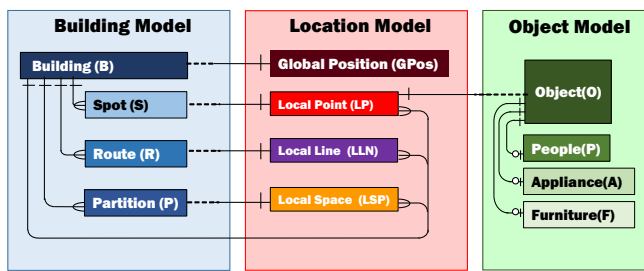 Building Model
Location Model
Object Model
Building (B)
Global Position (GPos)
Spot (S)
Local Point (LP)
Object(O)
Route (R)
Local Line (LLN)
People(P)
Appliance(A)
Partition (P)
Local Space (LSP)
Furniture(F)